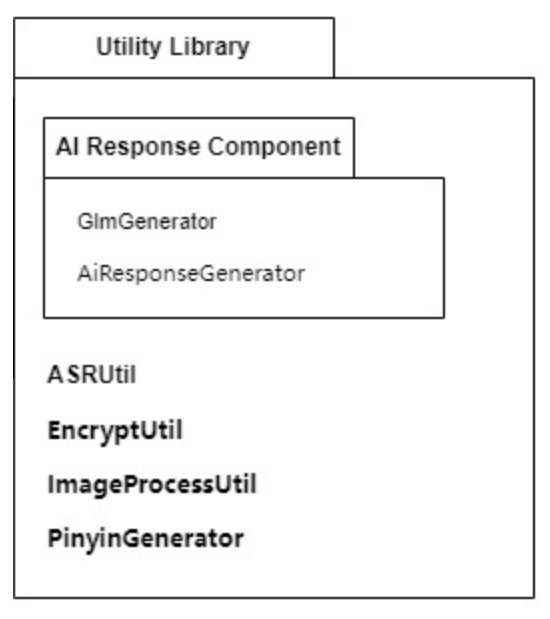 Utility Library
AI Response Component
GlmGenerator
AiResponseGenerator
ASRUtil
EncryptUtil
ImageProcessUtil
PinyinGenerator